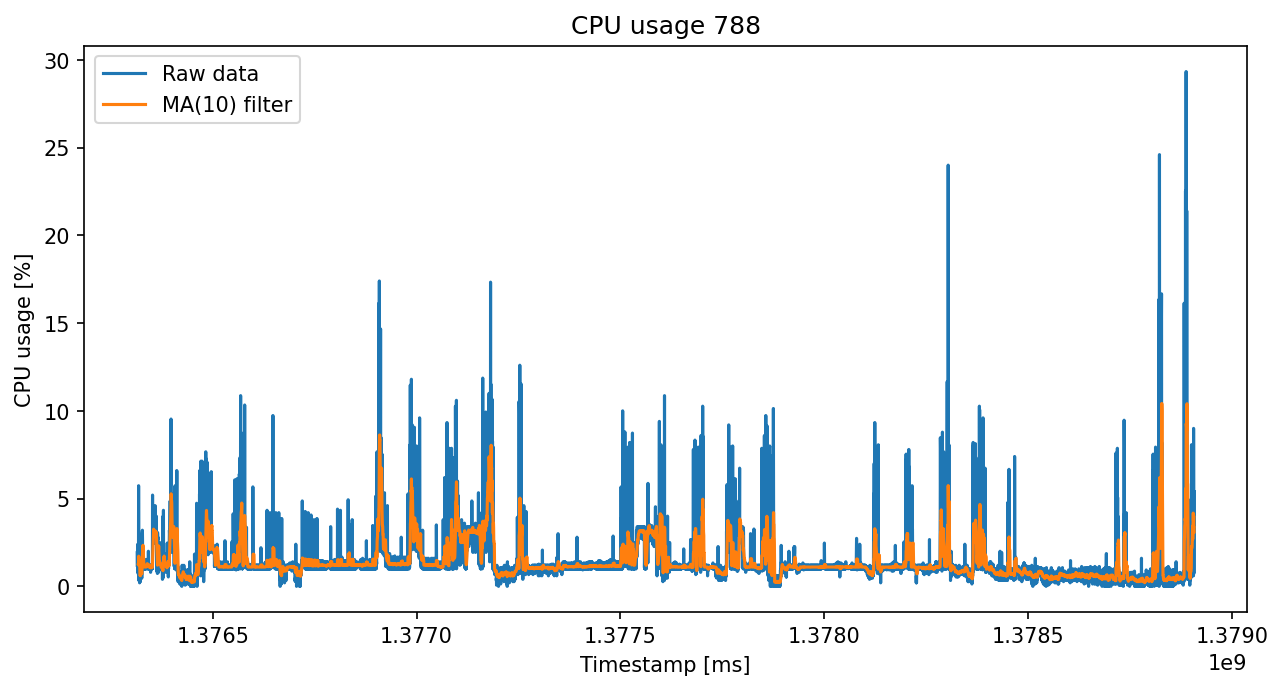 CPU usage 788
Raw data
MA(10) filter
CPU usage [%]
30
25
20
15
10
5
0
1.3765
1.3770
1.3775
1.3780
1.3785
1.3790
1e9
Timestamp [ms]